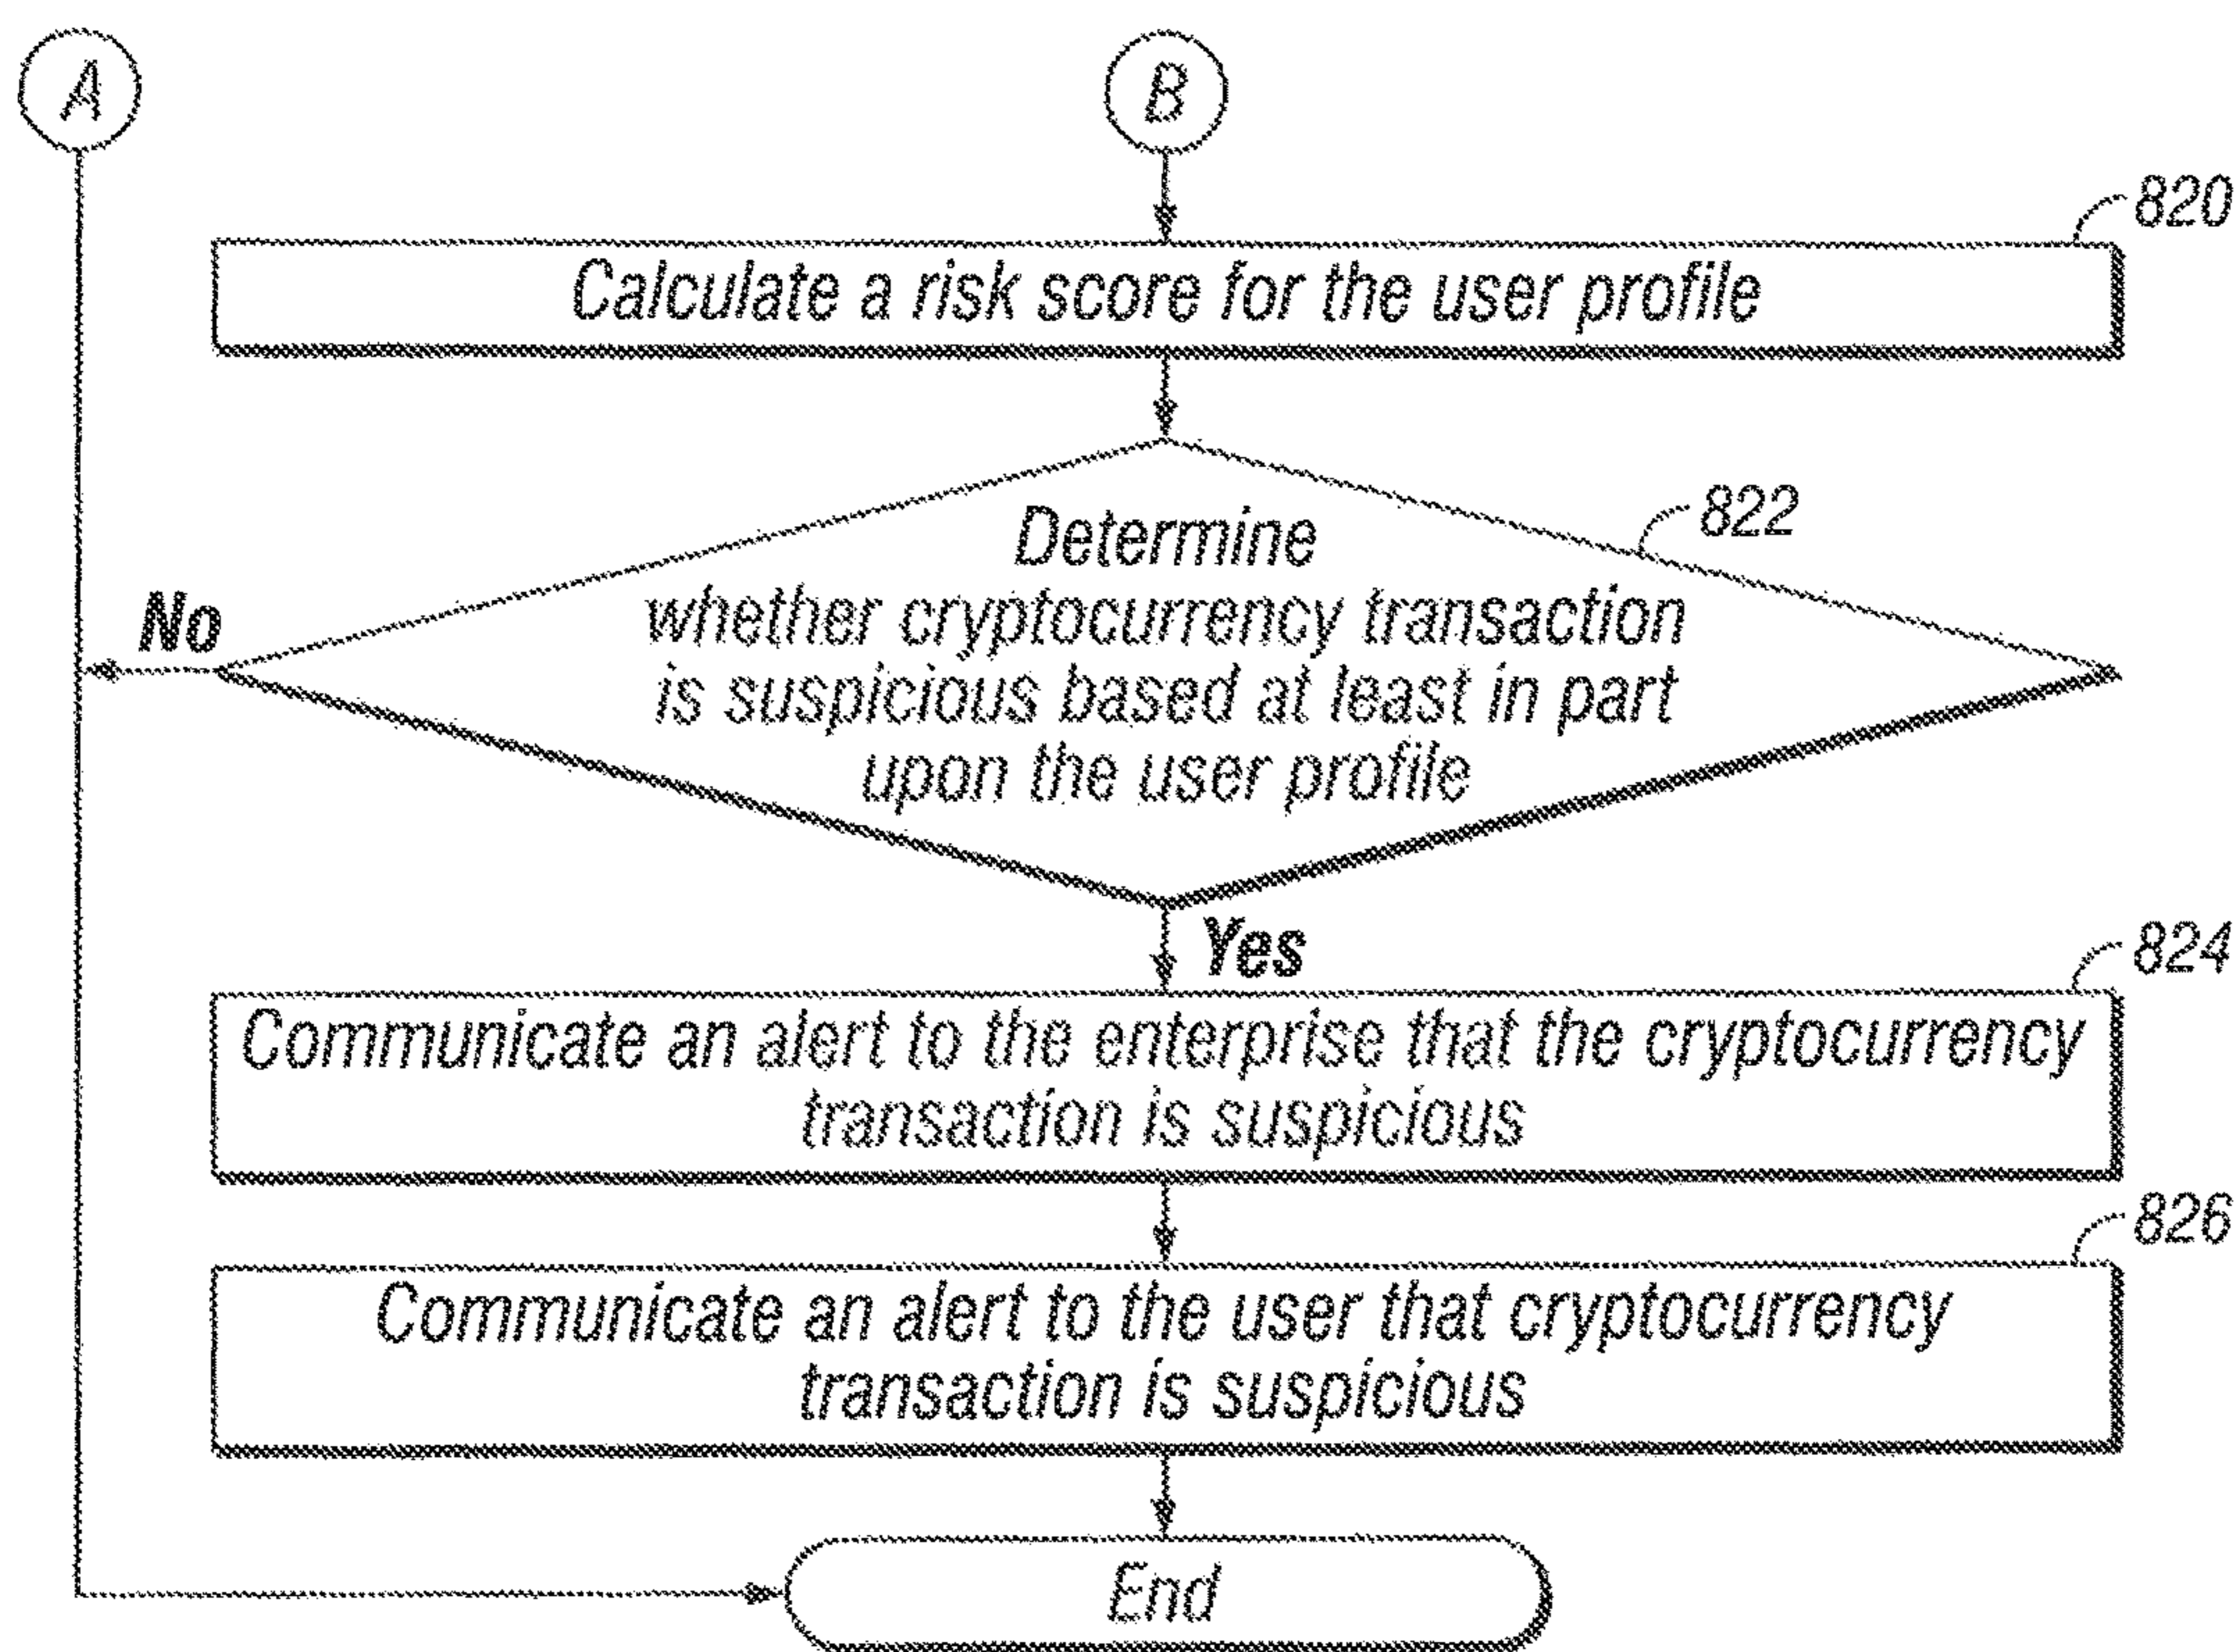 A
B
820
Calculate a risk score for the user profile
822
Determine
whether cryptocurrency transaction
is suspicious based at least in part
upon the user profile
No
Yes
824
Communicate an alert to the enterprise that the cryptocurrency
transaction is suspicious
826
Communicate an alert to the user that cryptocurrency
transaction is suspicious
End